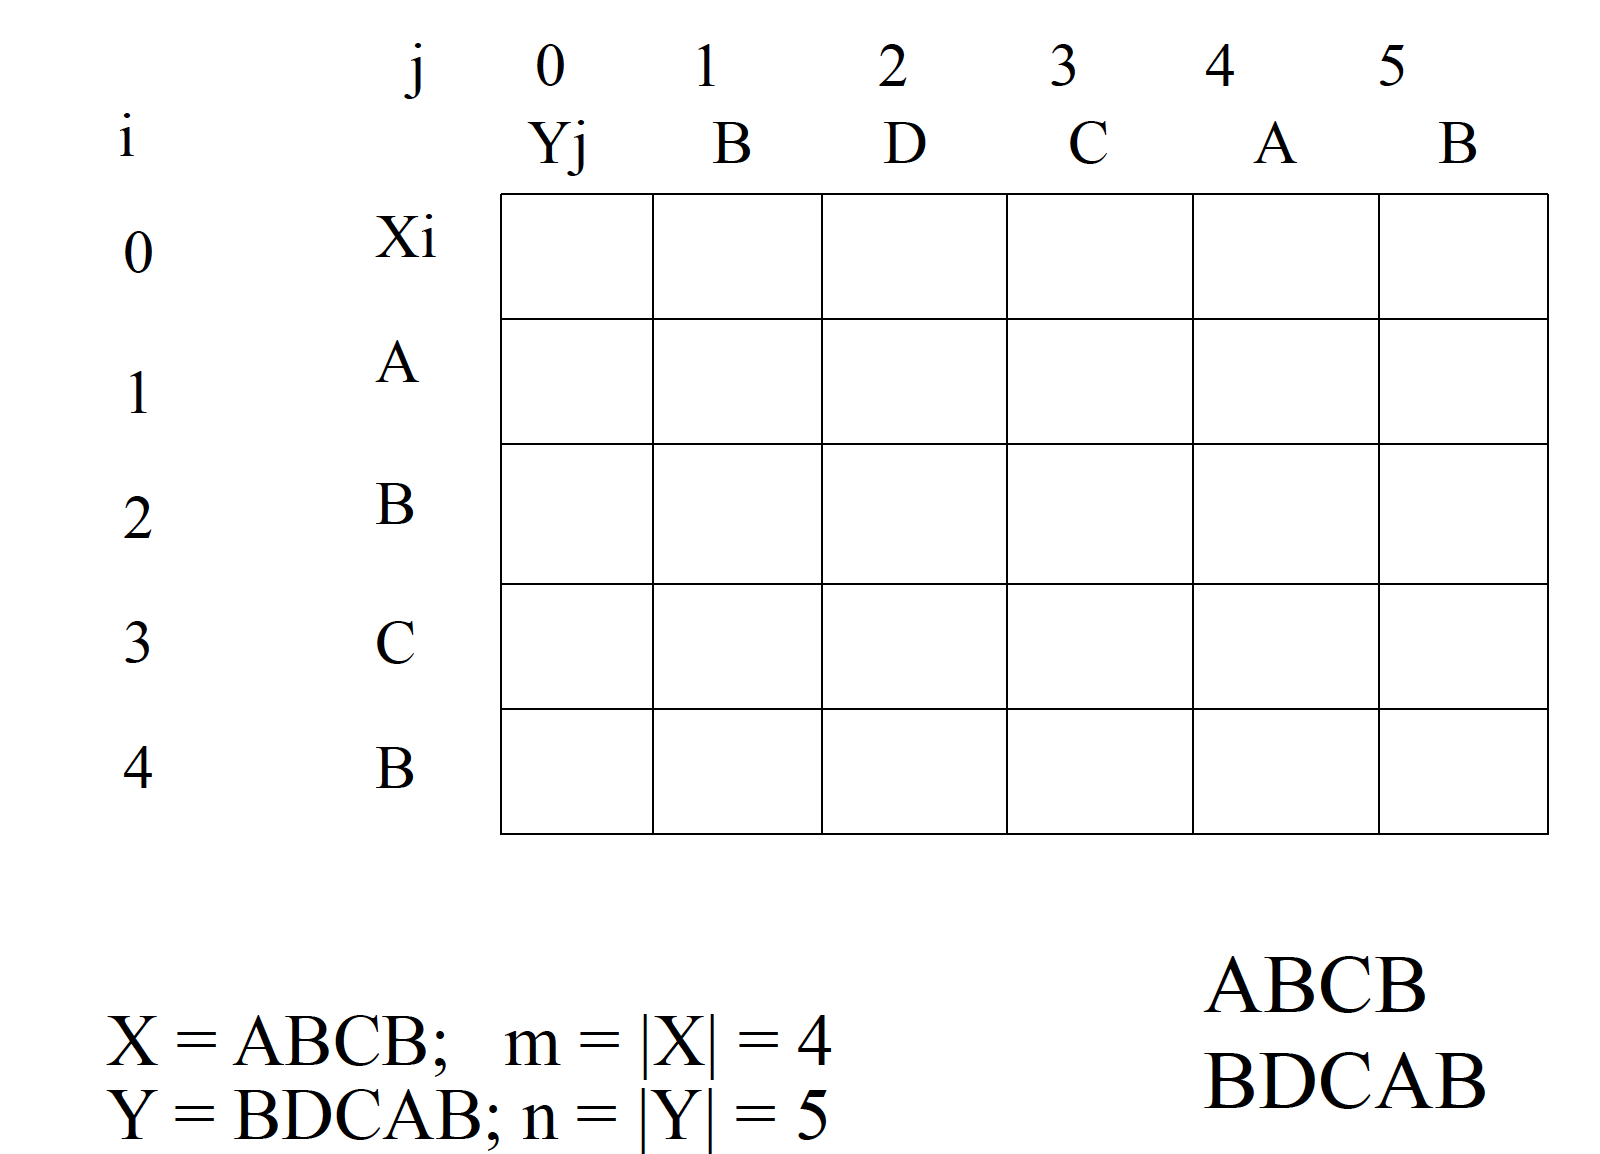 j 0 1 2 3 4 5
i Yj B D C A B
0 Xi
1 A
2 B
3 C
4 B
ABCB
X = ABCB; m = |X| = 4
BDCAB
Y = BDCAB; n = |Y| = 5